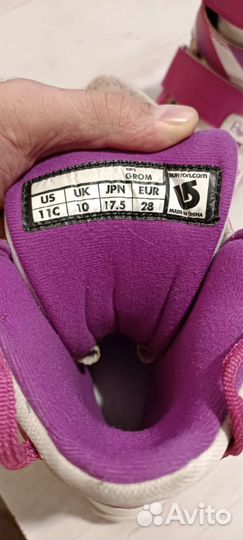 GROM
US UK JPN EUR
11C 10 17.5 28
BURTON.COM
MADE IN CHINA
Avito